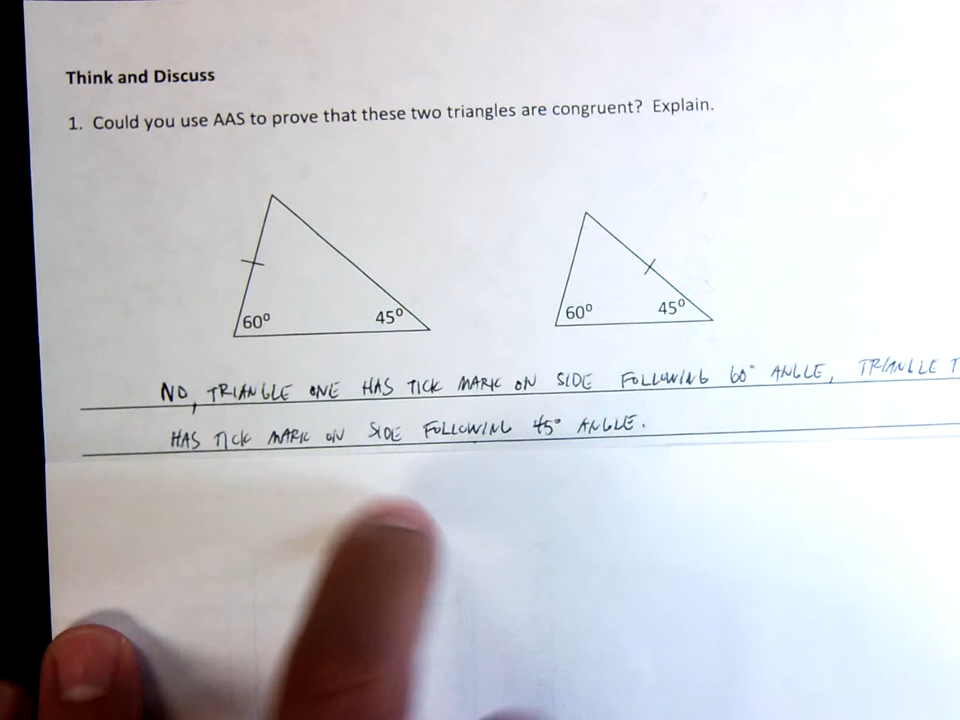 Think and Discuss
1. Could you use AAS to prove that these two triangles are congruent? Explain.
60° 45° 60° 45°
NO, TRIANGLE ONE HAS TICK MARK ON SIDE FOLLOWING 60° ANGLE, TRIANGLE T
HAS TICK MARK ON SIDE FOLLOWING 45° ANGLE.